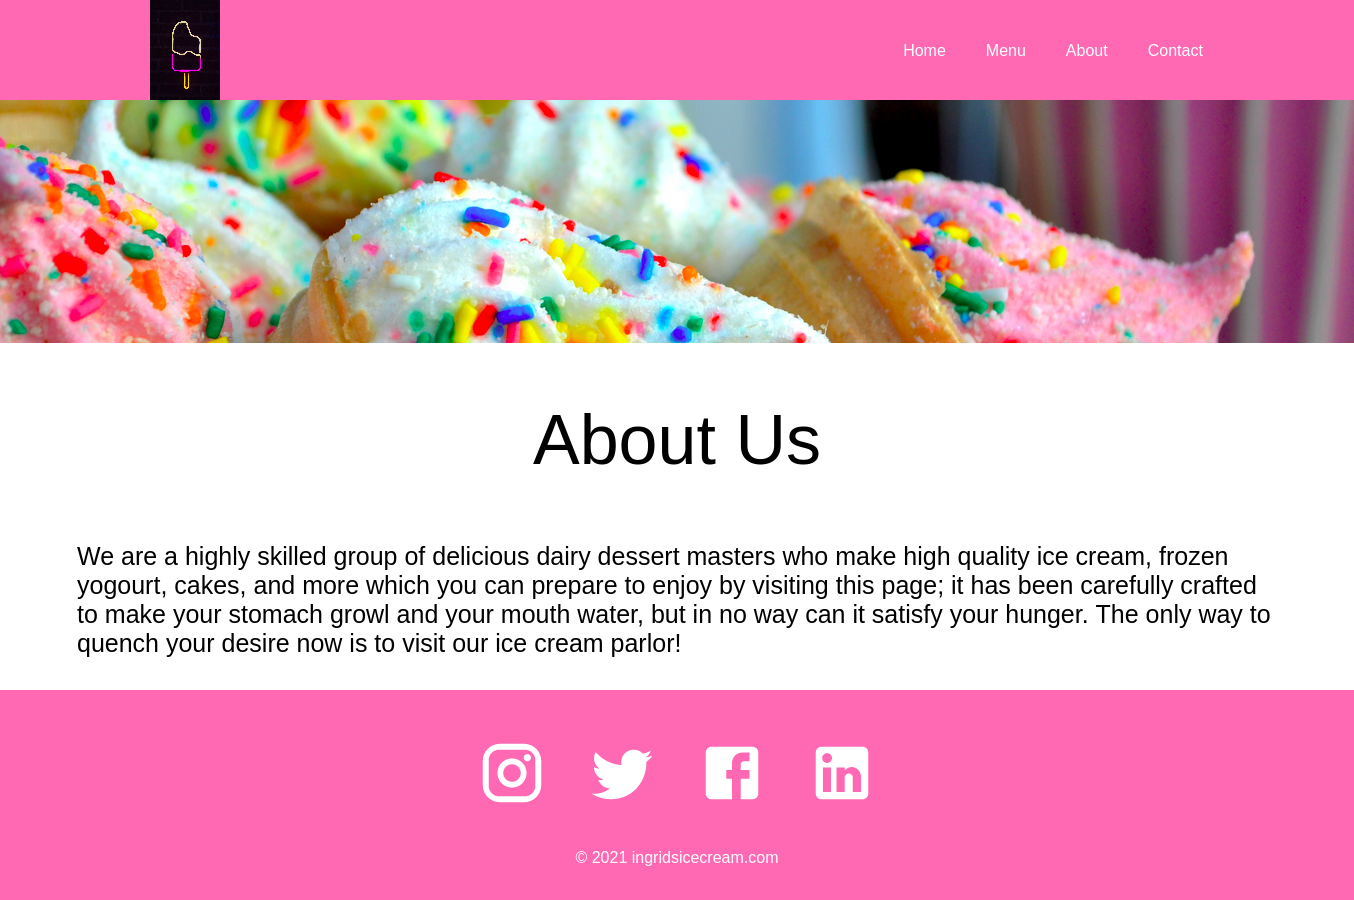 Home Menu About Contact
About Us
We are a highly skilled group of delicious dairy dessert masters who make high quality ice cream, frozen
yogourt, cakes, and more which you can prepare to enjoy by visiting this page; it has been carefully crafted
to make your stomach growl and your mouth water, but in no way can it satisfy your hunger. The only way to
quench your desire now is to visit our ice cream parlor!
© 2021 ingridsicecream.com